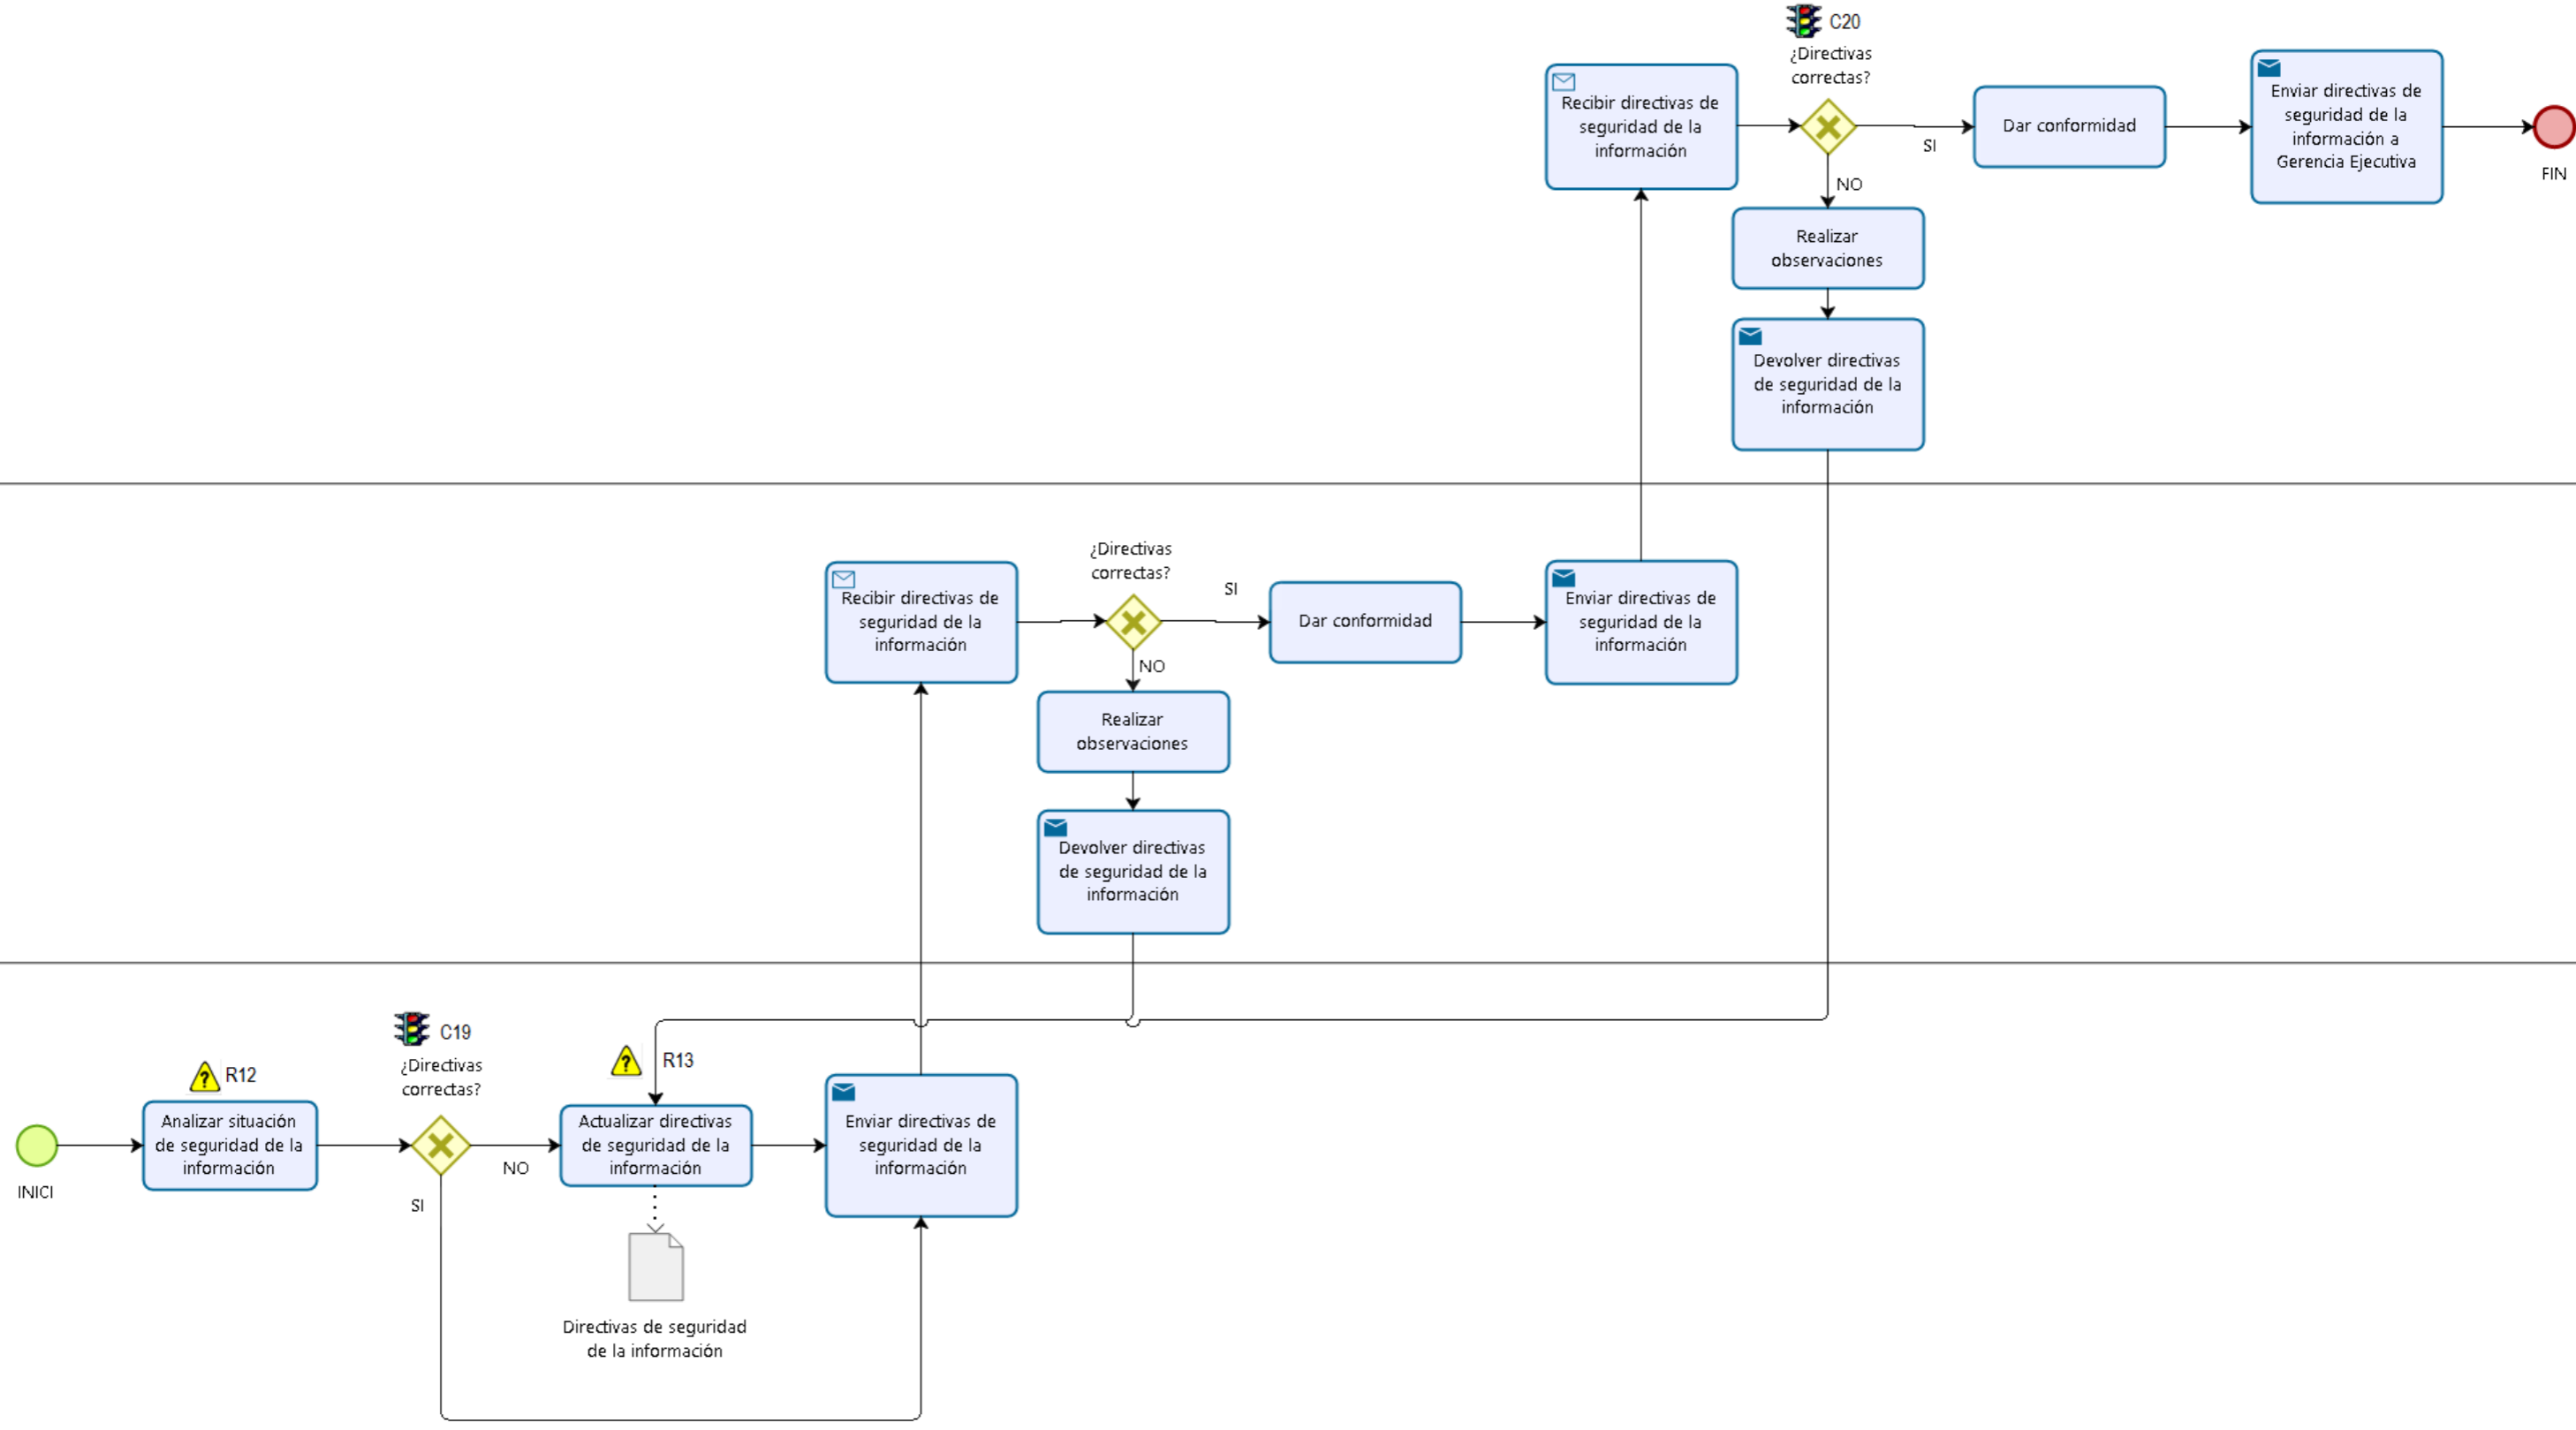 C20
¿Directivas
correctas?
Recibir directivas de
seguridad de la
información
SI
Dar conformidad
Enviar directivas de
seguridad de la
información a
Gerencia Ejecutiva
FIN
NO
Realizar
observaciones
Devolver directivas
de seguridad de la
información
Recibir directivas de
seguridad de la
información
¿Directivas
correctas?
SI
Dar conformidad
Enviar directivas de
seguridad de la
información
NO
Realizar
observaciones
Devolver directivas
de seguridad de la
información
INICI
R12
Analizar situación
de seguridad de la
información
C19
¿Directivas
correctas?
NO
SI
R13
Actualizar directivas
de seguridad de la
información
Enviar directivas de
seguridad de la
información
Directivas de seguridad
de la información